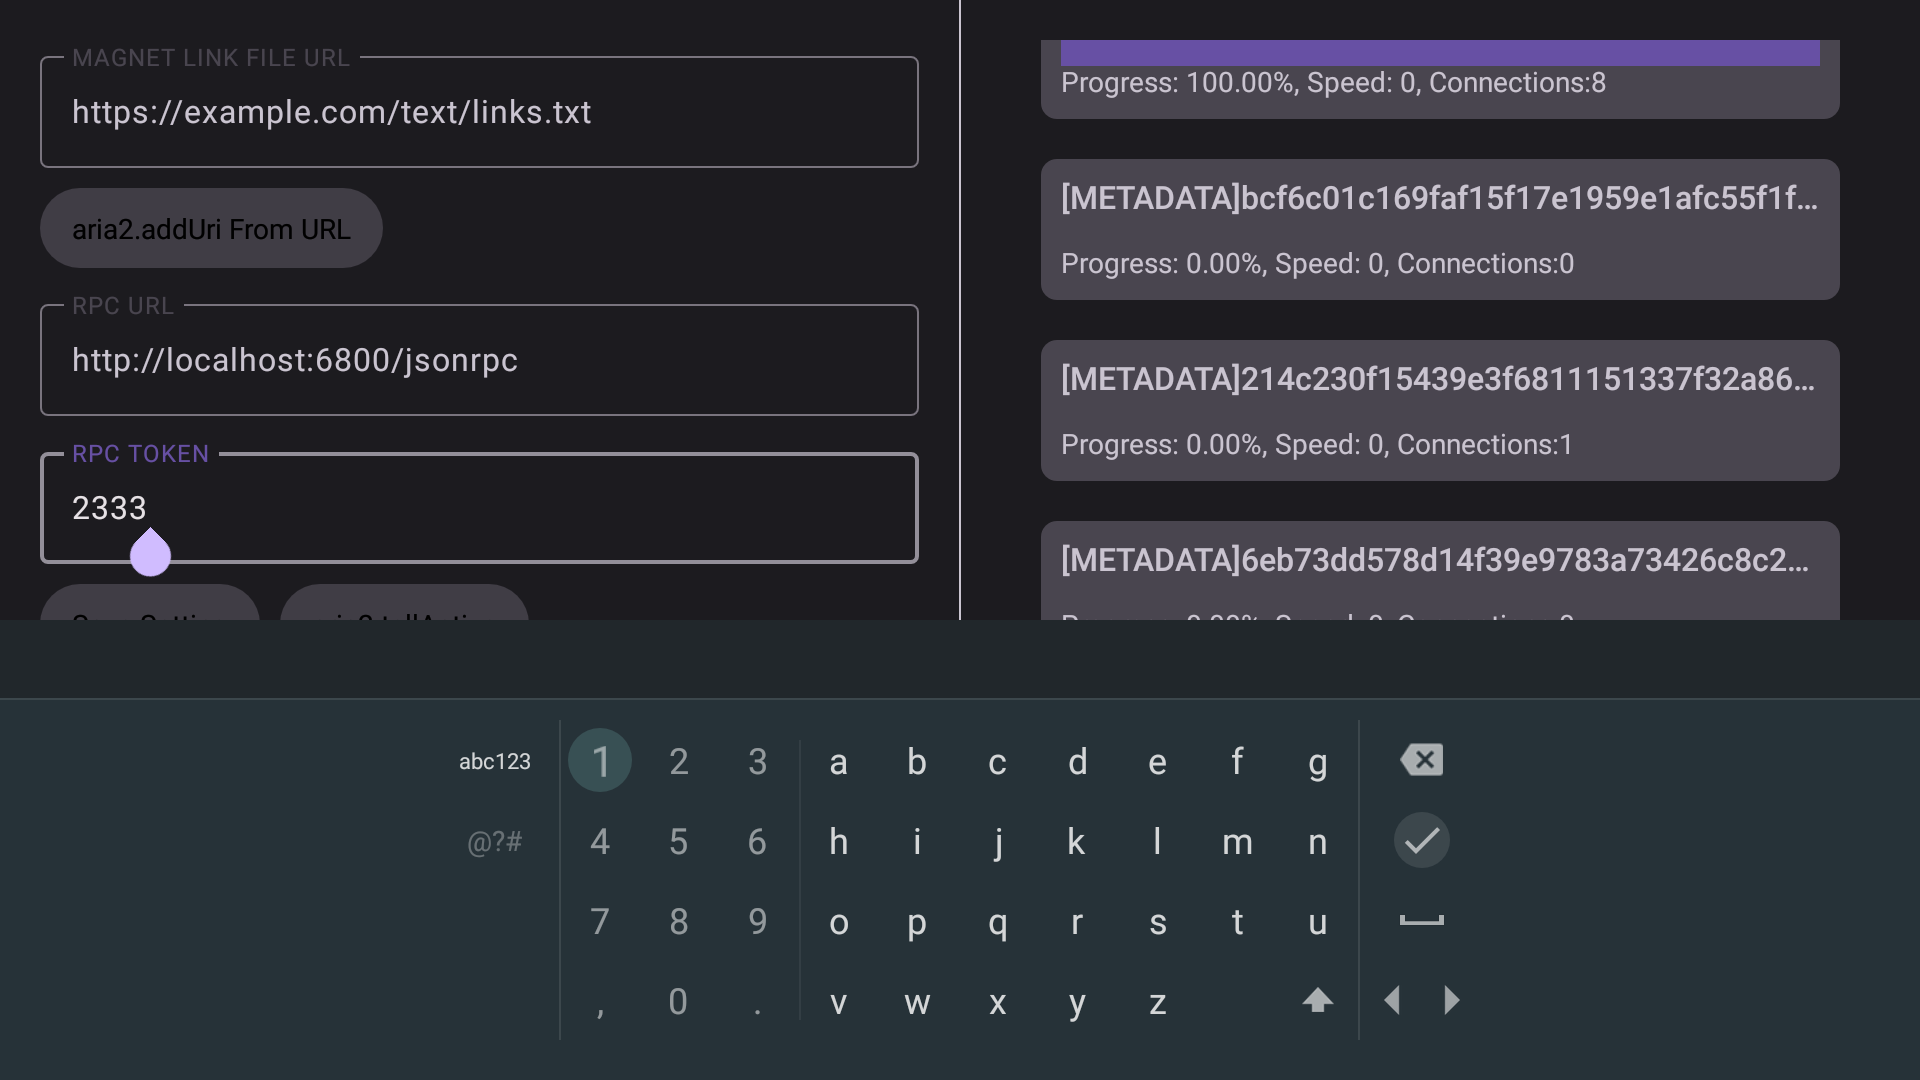 MAGNET LINK FILE URL
https://example.com/text/links.txt
aria2.addUri From URL
RPC URL
http://localhost:6800/jsonrpc
RPC TOKEN
2333
Progress: 100.00%, Speed: 0, Connections:8
[METADATA]bcf6c01c169faf15f17e1959e1afc55f1f...
Progress: 0.00%, Speed: 0, Connections:0
[METADATA]214c230f15439e3f6811151337f32a86...
Progress: 0.00%, Speed: 0, Connections:1
[METADATA]6eb73dd578d14f39e9783a73426c8c2...
abc123 1 2 3 a b c d e f g
@?# 4 5 6 h i j k l m n
7 8 9 o p q r s t u
, 0 . v w x y z